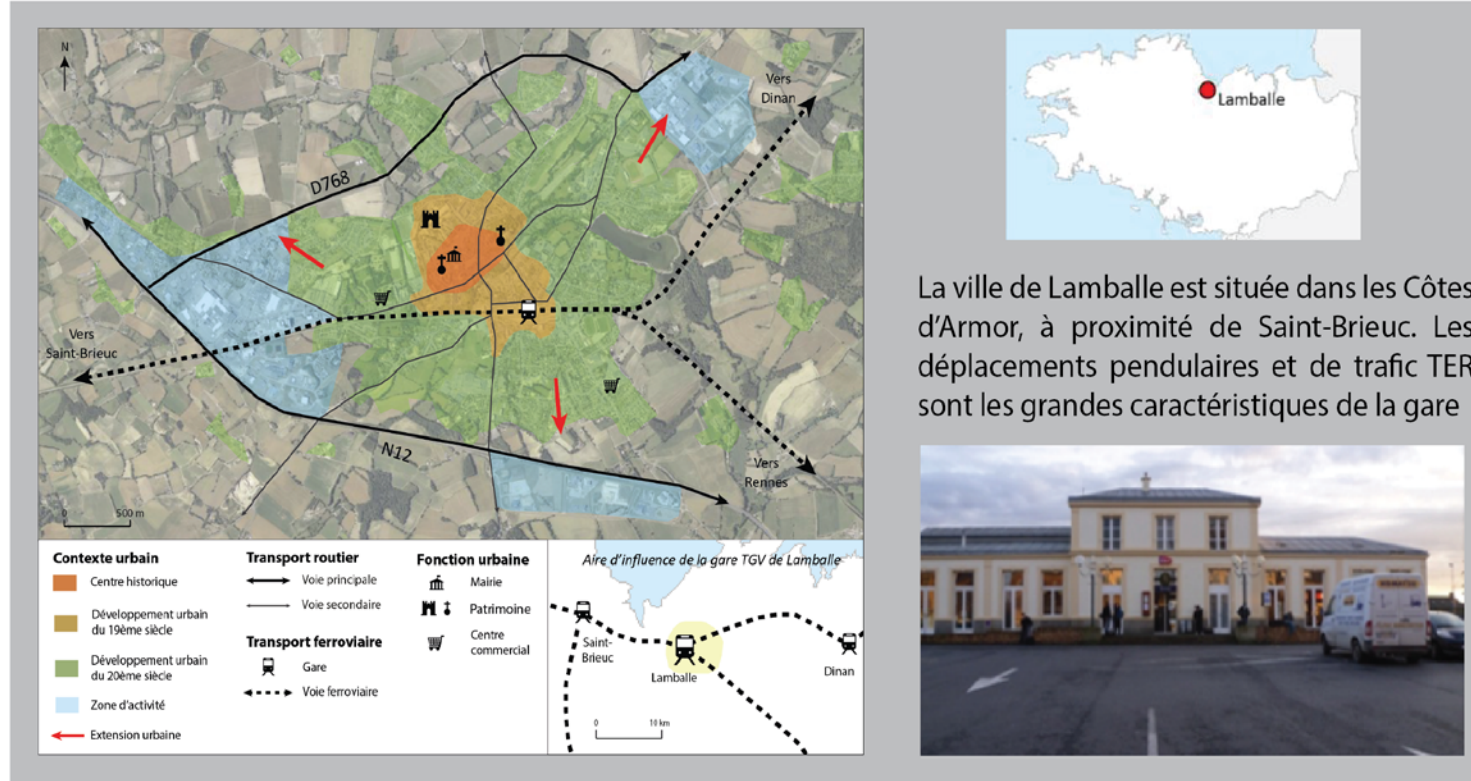 N
D768
Vers
Dinan
Vers
Saint-Brieuc
N12
Vers
Rennes
0 500 m
Contexte urbain
Centre historique
Développement urbain
du 19ème siècle
Développement urbain
du 20ème siècle
Zone d'activité
Extension urbaine
Transport routier
Voie principale
Voie secondaire
Transport ferroviaire
Gare
Voie ferroviaire
Fonction urbaine
Mairie
Patrimoine
Centre
commercial
Aire d'influence de la gare TGV de Lamballe
Saint-
Brieuc
Lamballe
Dinan
0 10 km
Lamballe
La ville de Lamballe est située dans les Côtes
d'Armor, à proximité de Saint-Brieuc. Les
déplacements pendulaires et de trafic TER
sont les grandes caractéristiques de la gare